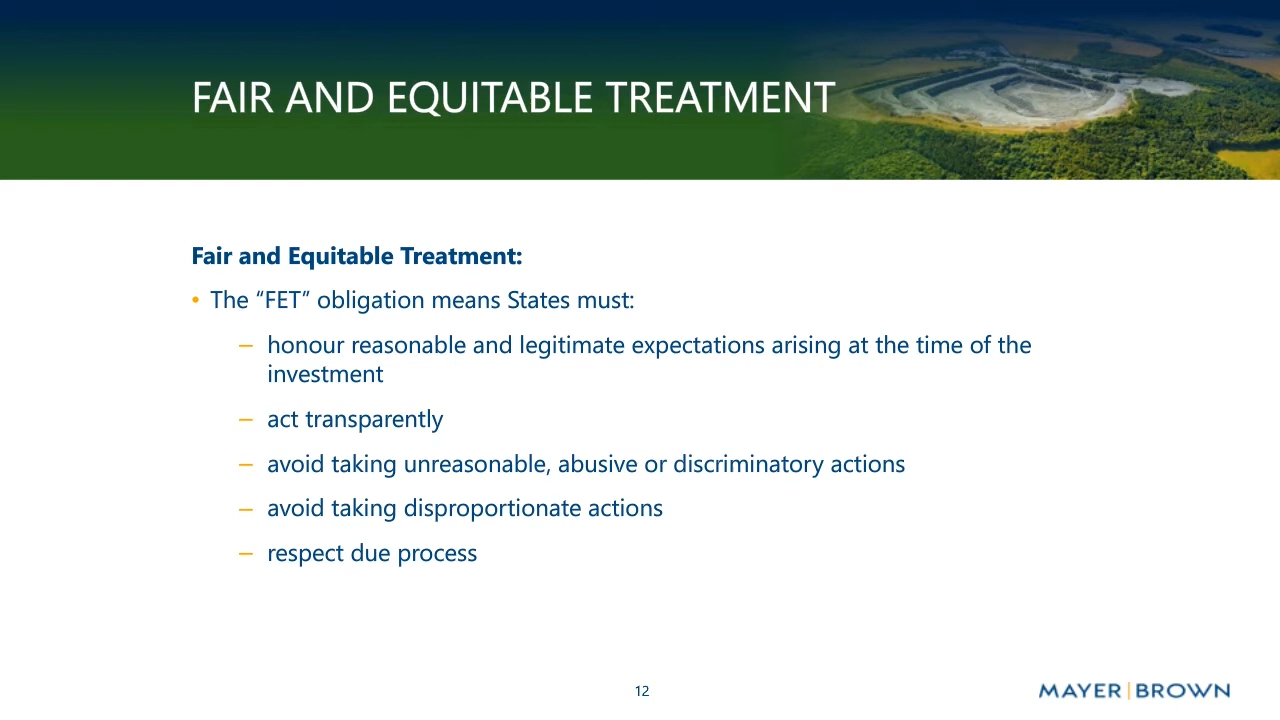 FAIR AND EQUITABLE TREATMENT
Fair and Equitable Treatment:
• The “FET” obligation means States must:
– honour reasonable and legitimate expectations arising at the time of the
investment
– act transparently
– avoid taking unreasonable, abusive or discriminatory actions
– avoid taking disproportionate actions
– respect due process
12
MAYER | BROWN